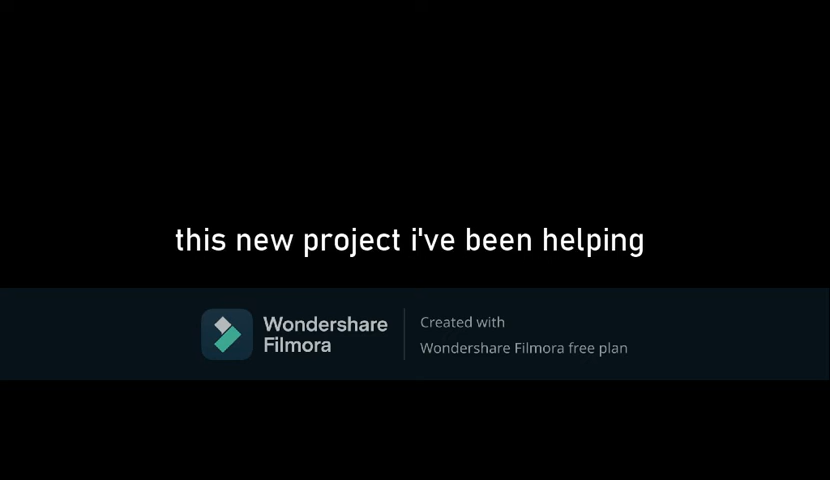 this new project i've been helping
Wondershare
Filmora
Created with
Wondershare Filmora free plan